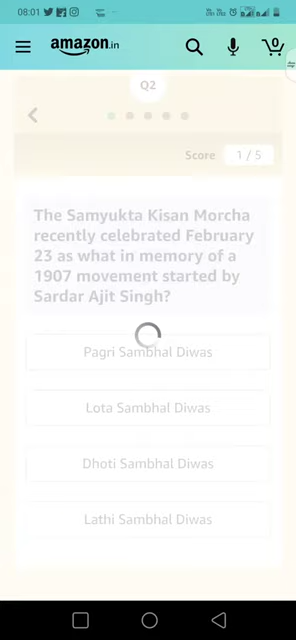 08:01
amazon.in
0
Q2
Score 1 / 5
The Samyukta Kisan Morcha
recently celebrated February
23 as what in memory of a
1907 movement started by
Sardar Ajit Singh?
Pagri Sambhal Diwas
Lota Sambhal Diwas
Dhoti Sambhal Diwas
Lathi Sambhal Diwas